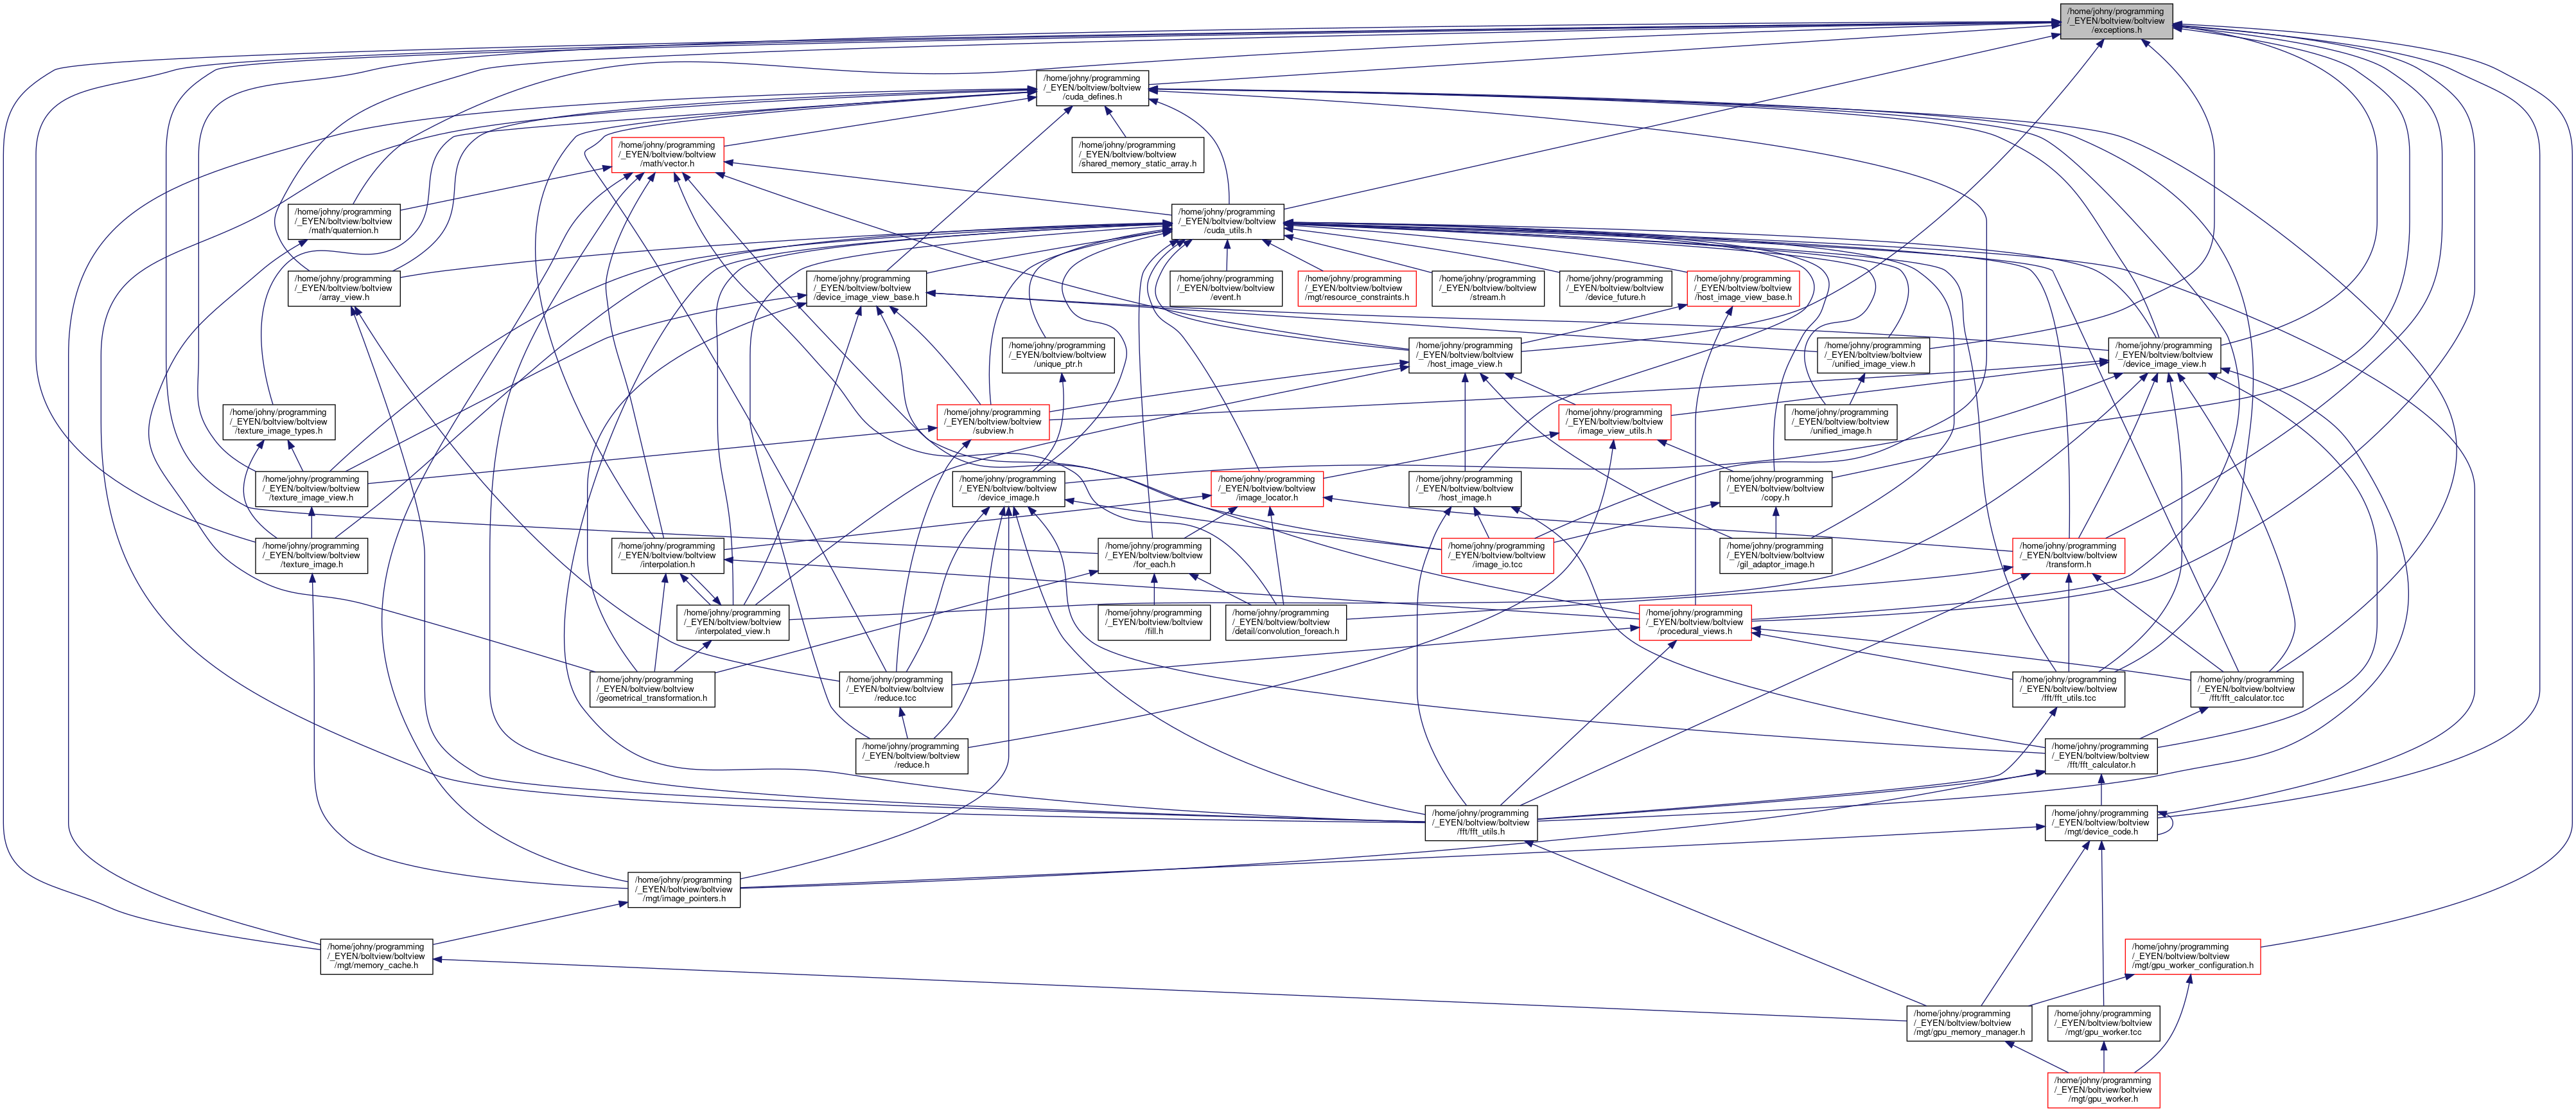 /home/johny/programming
/_EYEN/boltview/boltview
/exceptions.h
/home/johny/programming
/_EYEN/boltview/boltview
/cuda_defines.h
/home/johny/programming
/_EYEN/boltview/boltview
/math/vector.h
/home/johny/programming
/_EYEN/boltview/boltview
/shared_memory_static_array.h
/home/johny/programming
/_EYEN/boltview/boltview
/math/quaternion.h
/home/johny/programming
/_EYEN/boltview/boltview
/cuda_utils.h
/home/johny/programming
/_EYEN/boltview/boltview
/array_view.h
/home/johny/programming
/_EYEN/boltview/boltview
/device_image_view_base.h
/home/johny/programming
/_EYEN/boltview/boltview
/event.h
/home/johny/programming
/_EYEN/boltview/boltview
/mgt/resource_constraints.h
/home/johny/programming
/_EYEN/boltview/boltview
/stream.h
/home/johny/programming
/_EYEN/boltview/boltview
/device_future.h
/home/johny/programming
/_EYEN/boltview/boltview
/host_image_view_base.h
/home/johny/programming
/_EYEN/boltview/boltview
/unique_ptr.h
/home/johny/programming
/_EYEN/boltview/boltview
/host_image_view.h
/home/johny/programming
/_EYEN/boltview/boltview
/unified_image_view.h
/home/johny/programming
/_EYEN/boltview/boltview
/device_image_view.h
/home/johny/programming
/_EYEN/boltview/boltview
/texture_image_types.h
/home/johny/programming
/_EYEN/boltview/boltview
/subview.h
/home/johny/programming
/_EYEN/boltview/boltview
/image_view_utils.h
/home/johny/programming
/_EYEN/boltview/boltview
/unified_image.h
/home/johny/programming
/_EYEN/boltview/boltview
/texture_image_view.h
/home/johny/programming
/_EYEN/boltview/boltview
/device_image.h
/home/johny/programming
/_EYEN/boltview/boltview
/image_locator.h
/home/johny/programming
/_EYEN/boltview/boltview
/host_image.h
/home/johny/programming
/_EYEN/boltview/boltview
/copy.h
/home/johny/programming
/_EYEN/boltview/boltview
/texture_image.h
/home/johny/programming
/_EYEN/boltview/boltview
/interpolation.h
/home/johny/programming
/_EYEN/boltview/boltview
/for_each.h
/home/johny/programming
/_EYEN/boltview/boltview
/image_io.tcc
/home/johny/programming
/_EYEN/boltview/boltview
/gil_adaptor_image.h
/home/johny/programming
/_EYEN/boltview/boltview
/transform.h
/home/johny/programming
/_EYEN/boltview/boltview
/interpolated_view.h
/home/johny/programming
/_EYEN/boltview/boltview
/fill.h
/home/johny/programming
/_EYEN/boltview/boltview
/detail/convolution_foreach.h
/home/johny/programming
/_EYEN/boltview/boltview
/procedural_views.h
/home/johny/programming
/_EYEN/boltview/boltview
/geometrical_transformation.h
/home/johny/programming
/_EYEN/boltview/boltview
/reduce.tcc
/home/johny/programming
/_EYEN/boltview/boltview
/fft/fft_utils.tcc
/home/johny/programming
/_EYEN/boltview/boltview
/fft/fft_calculator.tcc
/home/johny/programming
/_EYEN/boltview/boltview
/reduce.h
/home/johny/programming
/_EYEN/boltview/boltview
/fft/fft_calculator.h
/home/johny/programming
/_EYEN/boltview/boltview
/fft/fft_utils.h
/home/johny/programming
/_EYEN/boltview/boltview
/mgt/device_code.h
/home/johny/programming
/_EYEN/boltview/boltview
/mgt/image_pointers.h
/home/johny/programming
/_EYEN/boltview/boltview
/mgt/memory_cache.h
/home/johny/programming
/_EYEN/boltview/boltview
/mgt/gpu_worker_configuration.h
/home/johny/programming
/_EYEN/boltview/boltview
/mgt/gpu_memory_manager.h
/home/johny/programming
/_EYEN/boltview/boltview
/mgt/gpu_worker.tcc
/home/johny/programming
/_EYEN/boltview/boltview
/mgt/gpu_worker.h